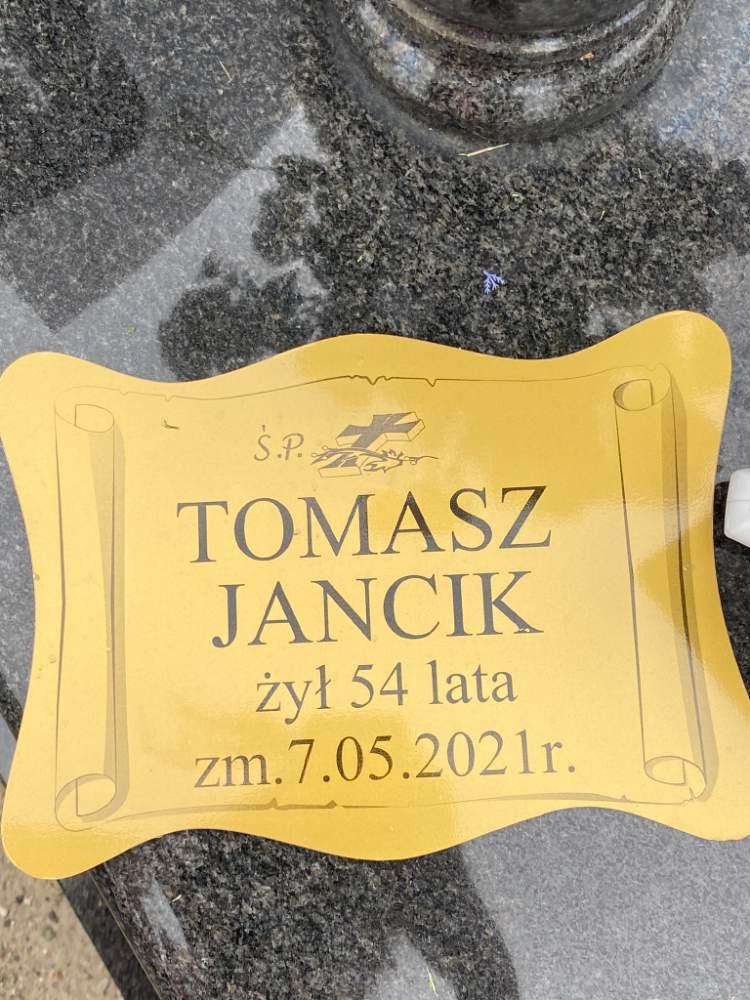 Ś.P.
TOMASZ
JANCIK
żył 54 lata
zm.7.05.2021r.